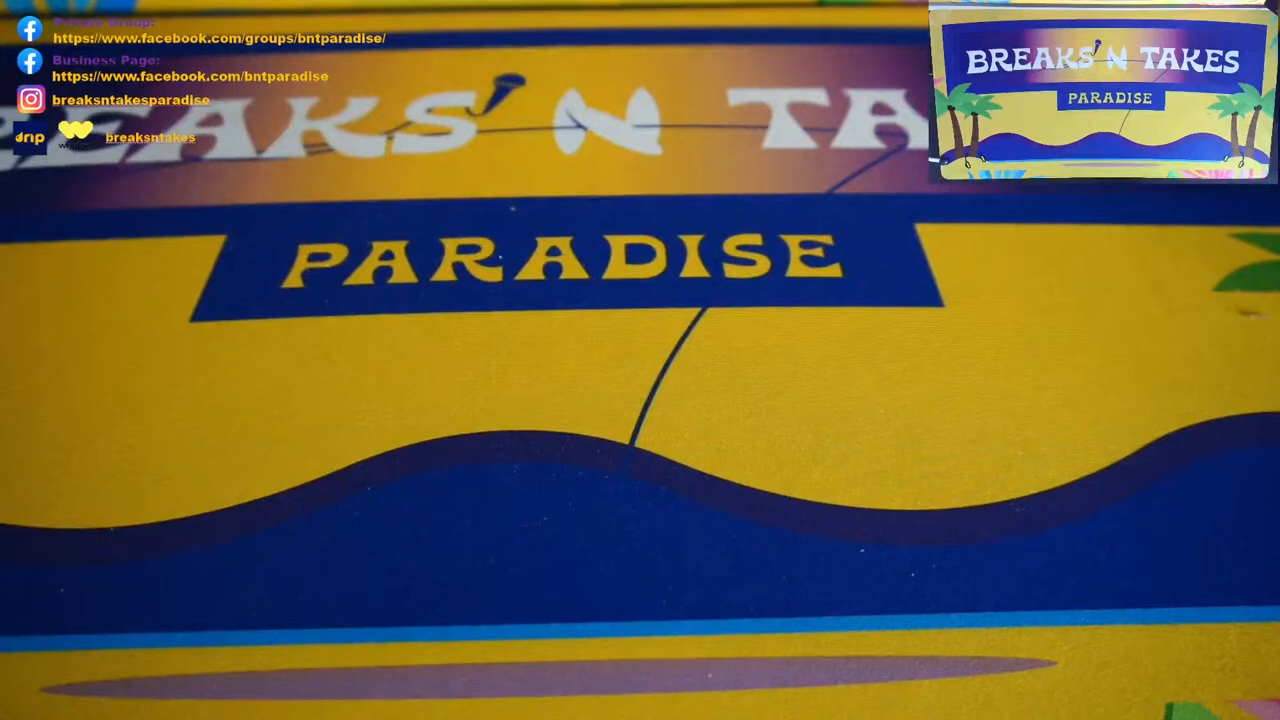 Private Group:
https://www.facebook.com/groups/bntparadise/
Business Page:
https://www.facebook.com/bntparadise
breaksntakesparadise
drip
breaksntakes
BREAKS'N TAKES
PARADISE
REAKS'N TA
PARADISE